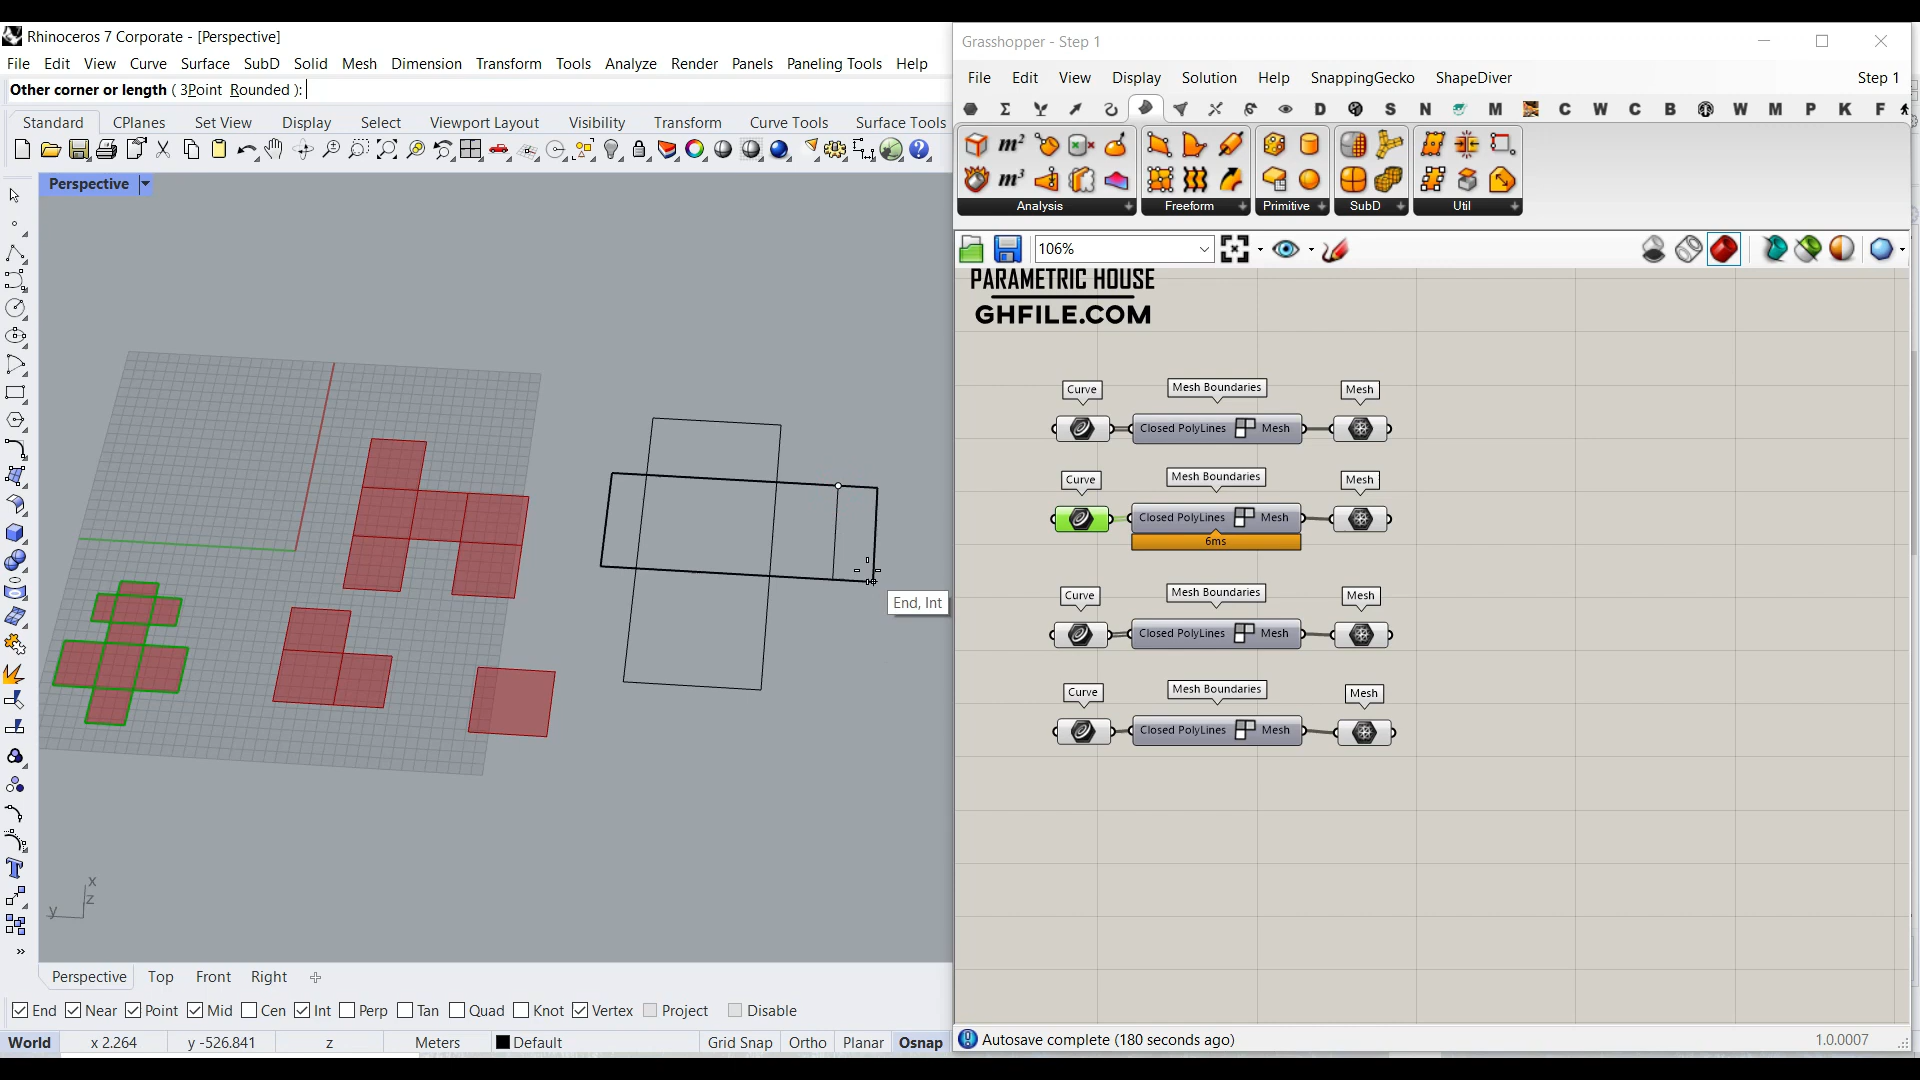 Rhinoceros 7 Corporate - [Perspective]
File Edit View Curve Surface SubD Solid Mesh Dimension Transform Tools Analyze Render Panels Paneling Tools Help
Other corner or length ( 3Point Rounded ):
Standard CPlanes Set View Display Select Viewport Layout Visibility Transform Curve Tools Surface Tools
Perspective
End, Int
x
z
y
Perspective Top Front Right
End Near Point Mid Cen Int Perp Tan Quad Knot Vertex Project Disable
World x 2.264 y -526.841 z Meters Default Grid Snap Ortho Planar Osnap
Grasshopper - Step 1
File Edit View Display Solution Help SnappingGecko ShapeDiver Step 1
D S N M C W C B W M P K F
m²
m³
Analysis Freeform Primitive SubD Util
106%
PARAMETRIC HOUSE
GHFILE.COM
Curve Mesh Boundaries Mesh
Closed PolyLines Mesh
Curve Mesh Boundaries Mesh
Closed PolyLines Mesh
6ms
Curve Mesh Boundaries Mesh
Closed PolyLines Mesh
Curve Mesh Boundaries Mesh
Closed PolyLines Mesh
Autosave complete (180 seconds ago) 1.0.0007